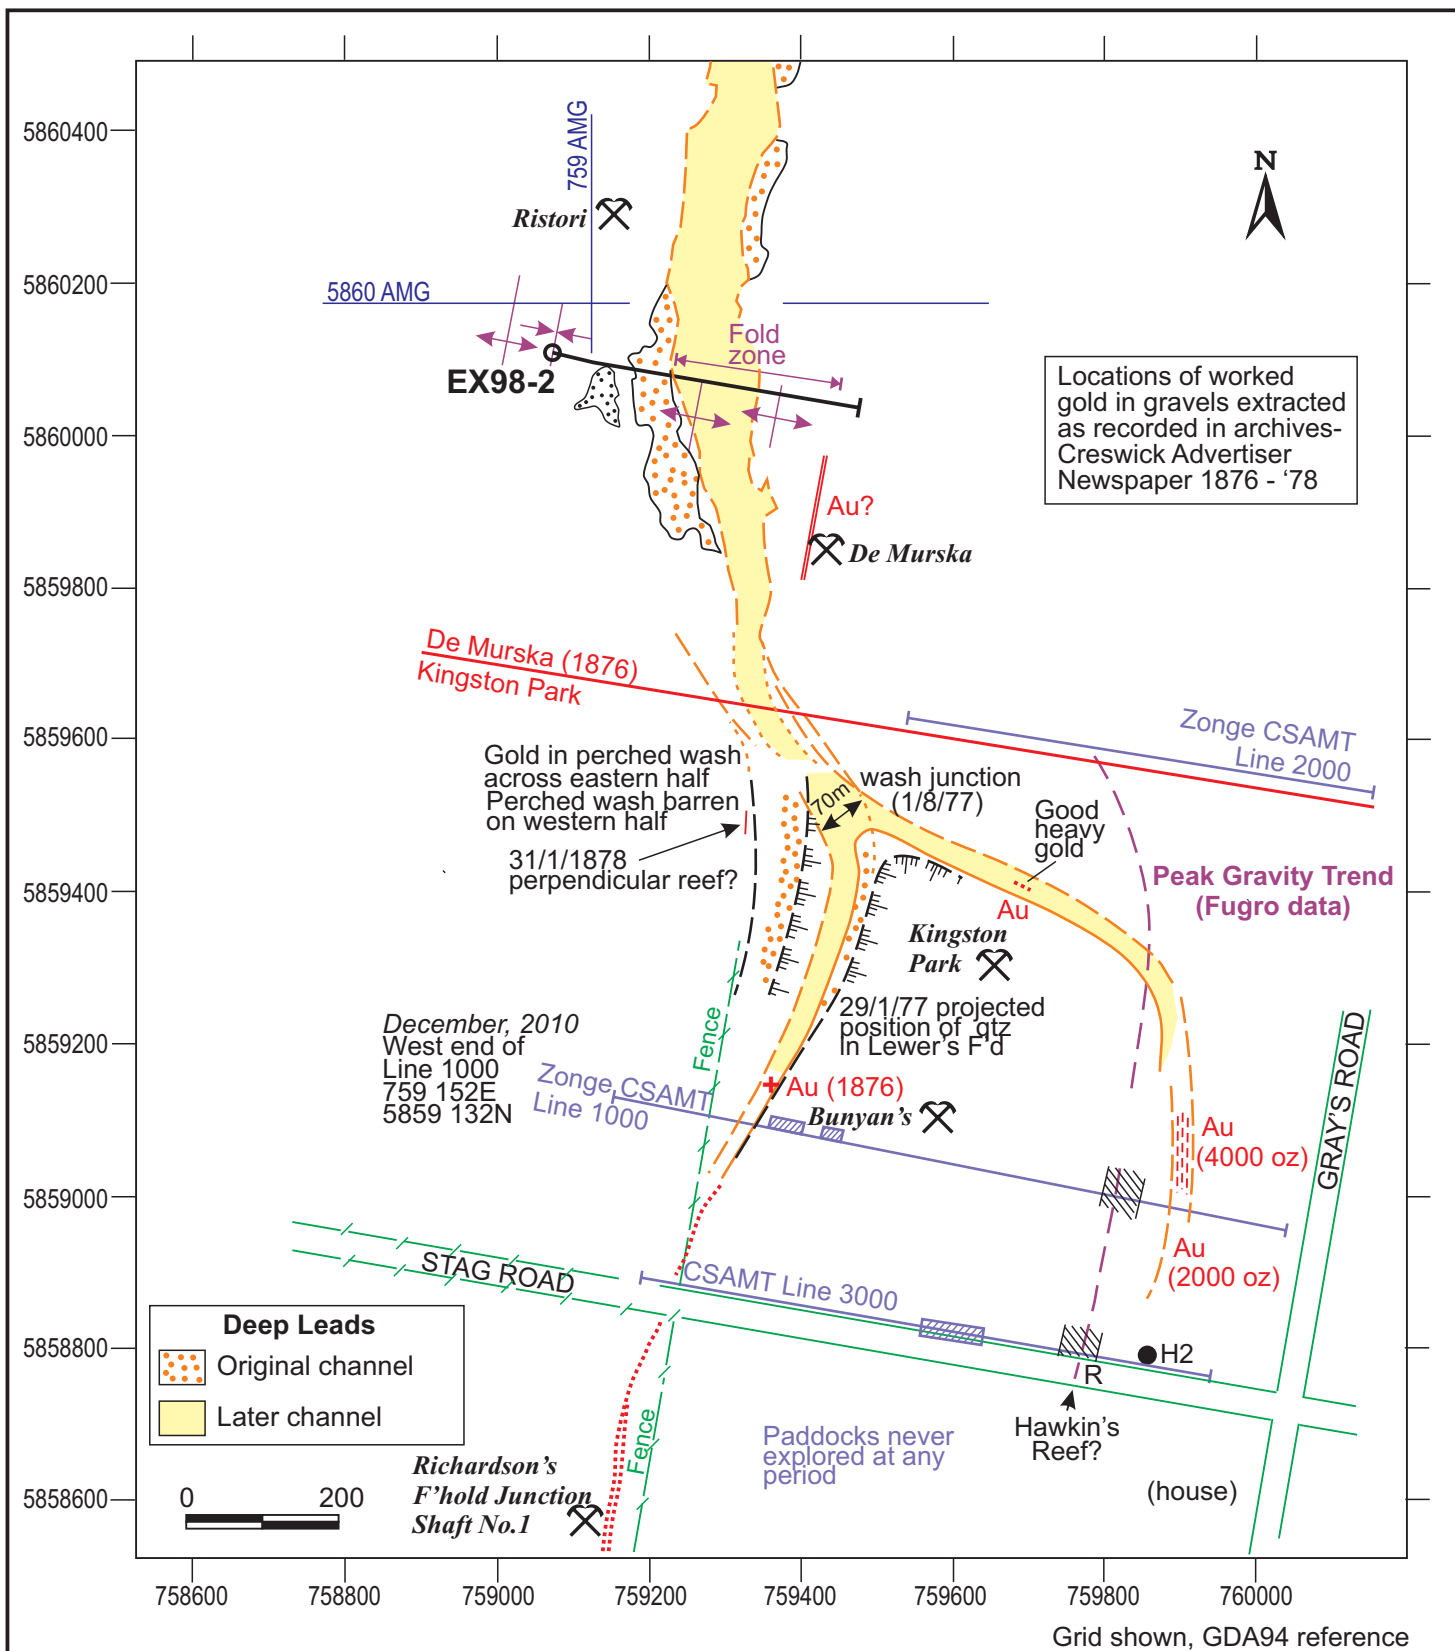 5860400
5860200
5860000
5859800
5859600
5859400
5859200
5859000
5858800
5858600
759 AMG
Ristori
5860 AMG
N
Fold
zone
EX98-2
Locations of worked
gold in gravels extracted
as recorded in archives-
Creswick Advertiser
Newspaper 1876 - ‘78
Au?
De Murska
De Murska (1876)
Kingston Park
Zonge CSAMT
Line 2000
Gold in perched wash
across eastern half
Perched wash barren
on western half
31/1/1878
perpendicular reef?
70m
wash junction
(1/8/77)
Good
heavy
gold
Au
Peak Gravity Trend
(Fugro data)
Kingston
Park
29/1/77 projected
position of qtz
in Lewer's F'd
December, 2010
West end of
Line 1000
759 152E
5859 132N
Fence
Zonge CSAMT
Line 1000
Au (1876)
Bunyan's
Au
(4000 oz)
Au
(2000 oz)
GRAY'S ROAD
STAG ROAD
CSAMT Line 3000
H2
R
Hawkin's
Reef?
Deep Leads
Original channel
Later channel
Fence
Paddocks never
explored at any
period
(house)
Richardson's
F'hold Junction
Shaft No.1
0 200
758600 758800 759000 759200 759400 759600 759800 760000
Grid shown, GDA94 reference